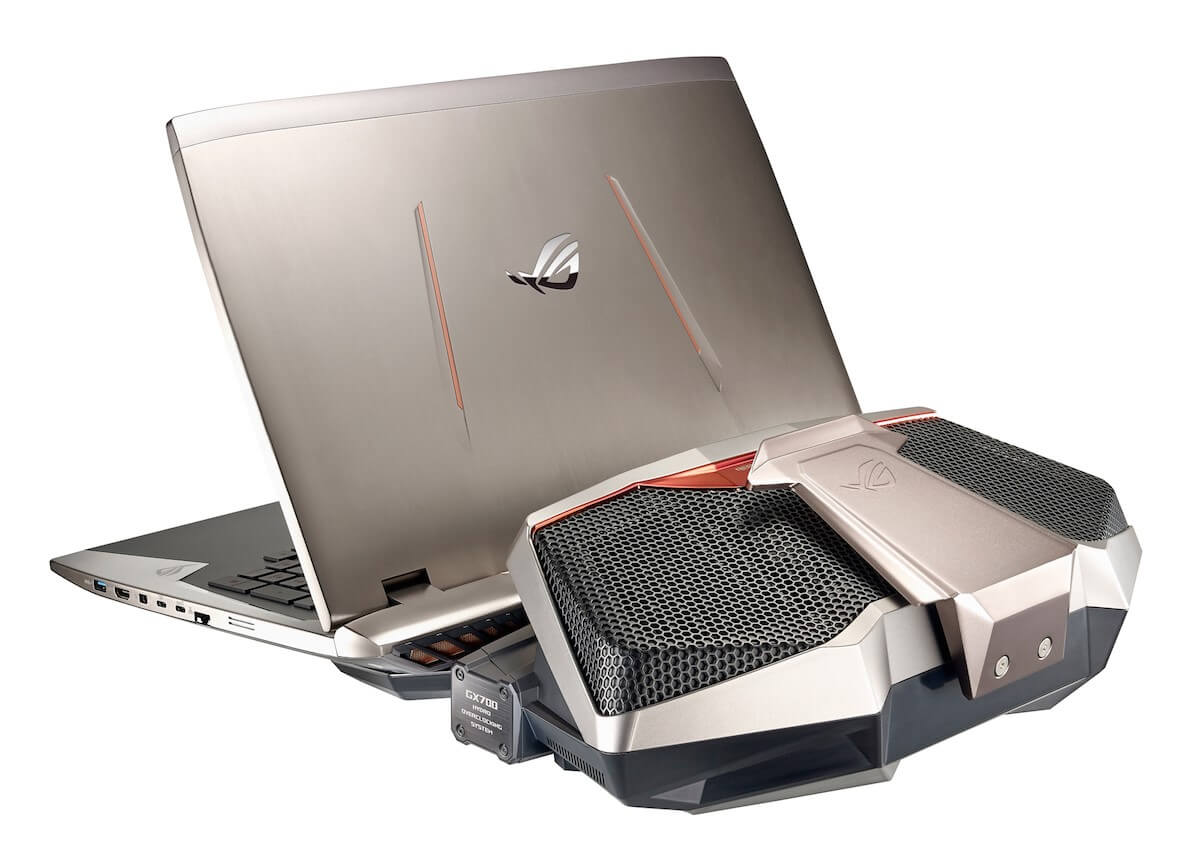 GX700
HYDRO
OVERCLOCKING
SYSTEM